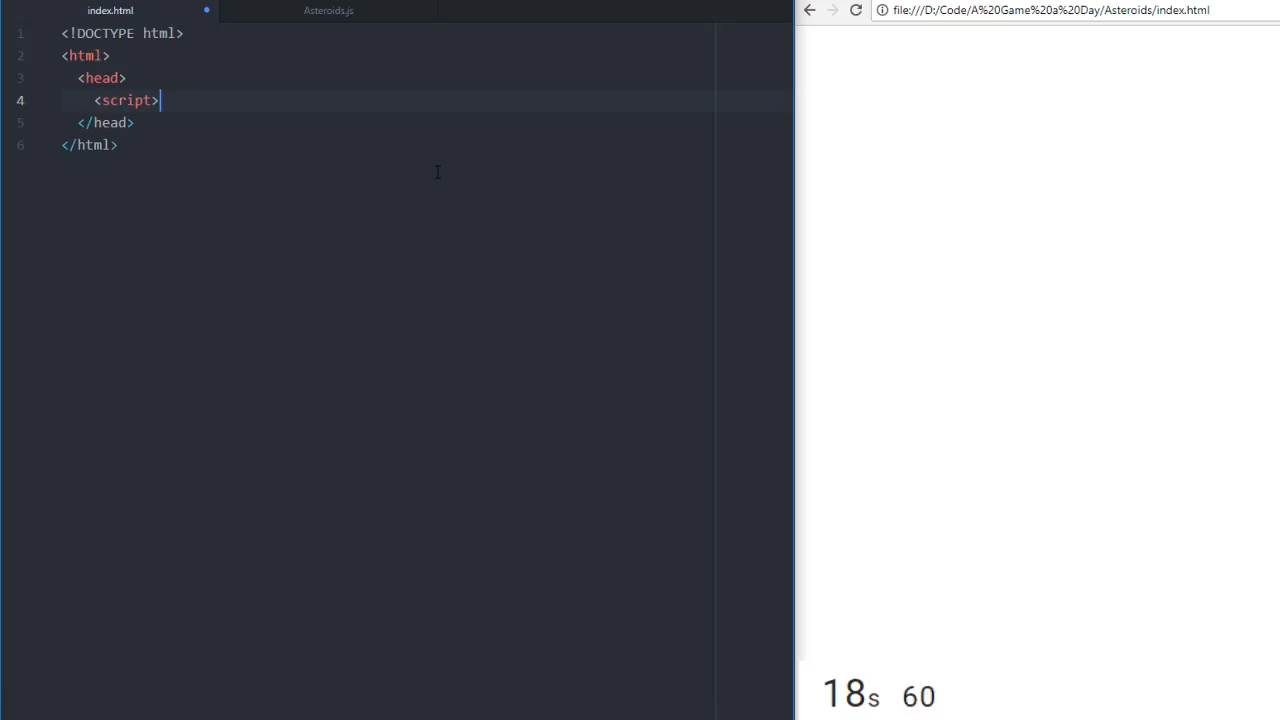 index.html
Asteroids.js
file:///D:/Code/A%20Game%20a%20Day/Asteroids/index.html
1 <!DOCTYPE html>
2 <html>
3 <head>
4 <script>
5 </head>
6 </html>
18s 60